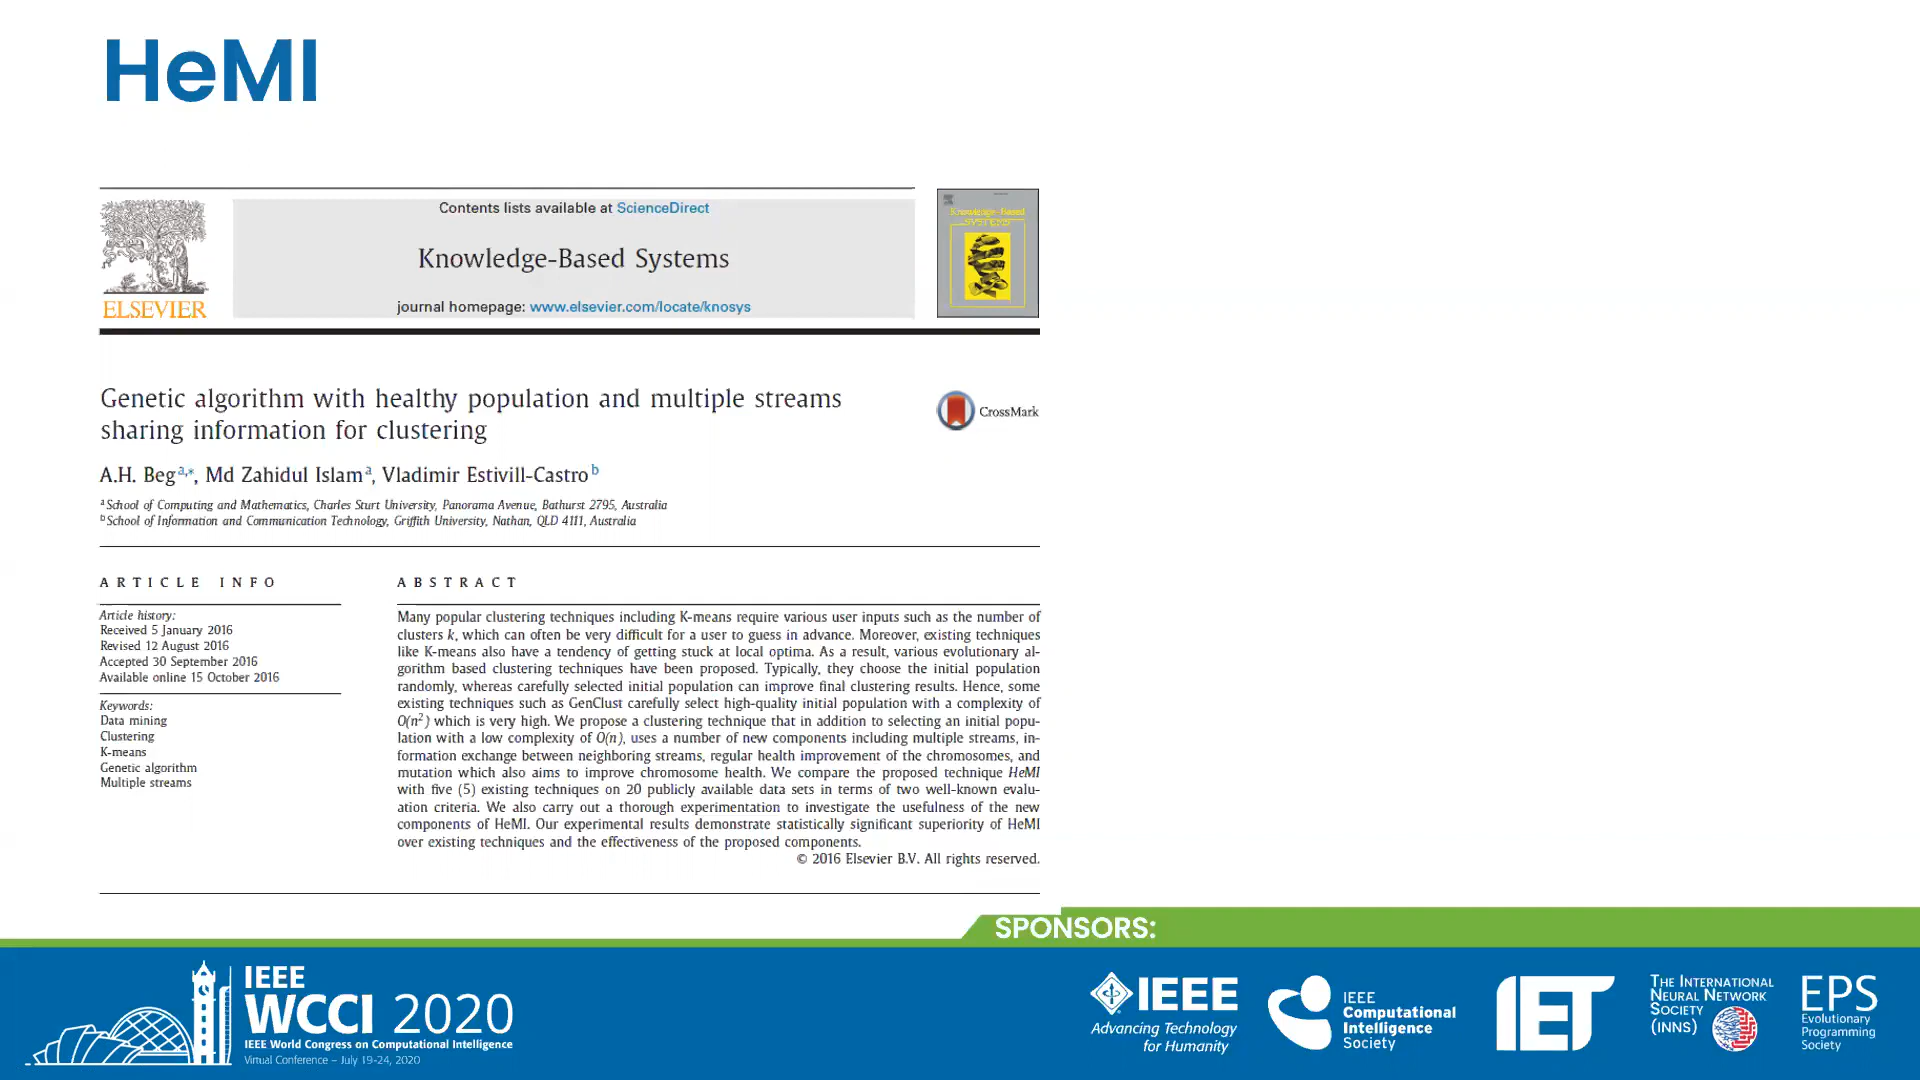 HeMI
Contents lists available at ScienceDirect
Knowledge-Based Systems
journal homepage: www.elsevier.com/locate/knosys
ELSEVIER
Knowledge-Based
SYSTEMS
Genetic algorithm with healthy population and multiple streams
sharing information for clustering
CrossMark
A.H. Beg a,*, Md Zahidul Islam a, Vladimir Estivill-Castro b
a School of Computing and Mathematics, Charles Sturt University, Panorama Avenue, Bathurst 2795, Australia
b School of Information and Communication Technology, Griffith University, Nathan, QLD 4111, Australia
ARTICLE INFO
Article history:
Received 5 January 2016
Revised 12 August 2016
Accepted 30 September 2016
Available online 15 October 2016
Keywords:
Data mining
Clustering
K-means
Genetic algorithm
Multiple streams
ABSTRACT
Many popular clustering techniques including K-means require various user inputs such as the number of
clusters k, which can often be very difficult for a user to guess in advance. Moreover, existing techniques
like K-means also have a tendency of getting stuck at local optima. As a result, various evolutionary al-
gorithm based clustering techniques have been proposed. Typically, they choose the initial population
randomly, whereas carefully selected initial population can improve final clustering results. Hence, some
existing techniques such as GenClust carefully select high-quality initial population with a complexity of
O(n²) which is very high. We propose a clustering technique that in addition to selecting an initial popu-
lation with a low complexity of O(n), uses a number of new components including multiple streams, in-
formation exchange between neighboring streams, regular health improvement of the chromosomes, and
mutation which also aims to improve chromosome health. We compare the proposed technique HeMI
with five (5) existing techniques on 20 publicly available data sets in terms of two well-known evalu-
ation criteria. We also carry out a thorough experimentation to investigate the usefulness of the new
components of HeMI. Our experimental results demonstrate statistically significant superiority of HeMI
over existing techniques and the effectiveness of the proposed components.
© 2016 Elsevier B.V. All rights reserved.
SPONSORS:
IEEE
WCCI 2020
IEEE World Congress on Computational Intelligence
Virtual Conference – July 19-24, 2020
IEEE
Advancing Technology
for Humanity
IEEE
Computational
Intelligence
Society
IET
THE INTERNATIONAL
NEURAL NETWORK
SOCIETY
(INNS)
EPS
Evolutionary
Programming
Society